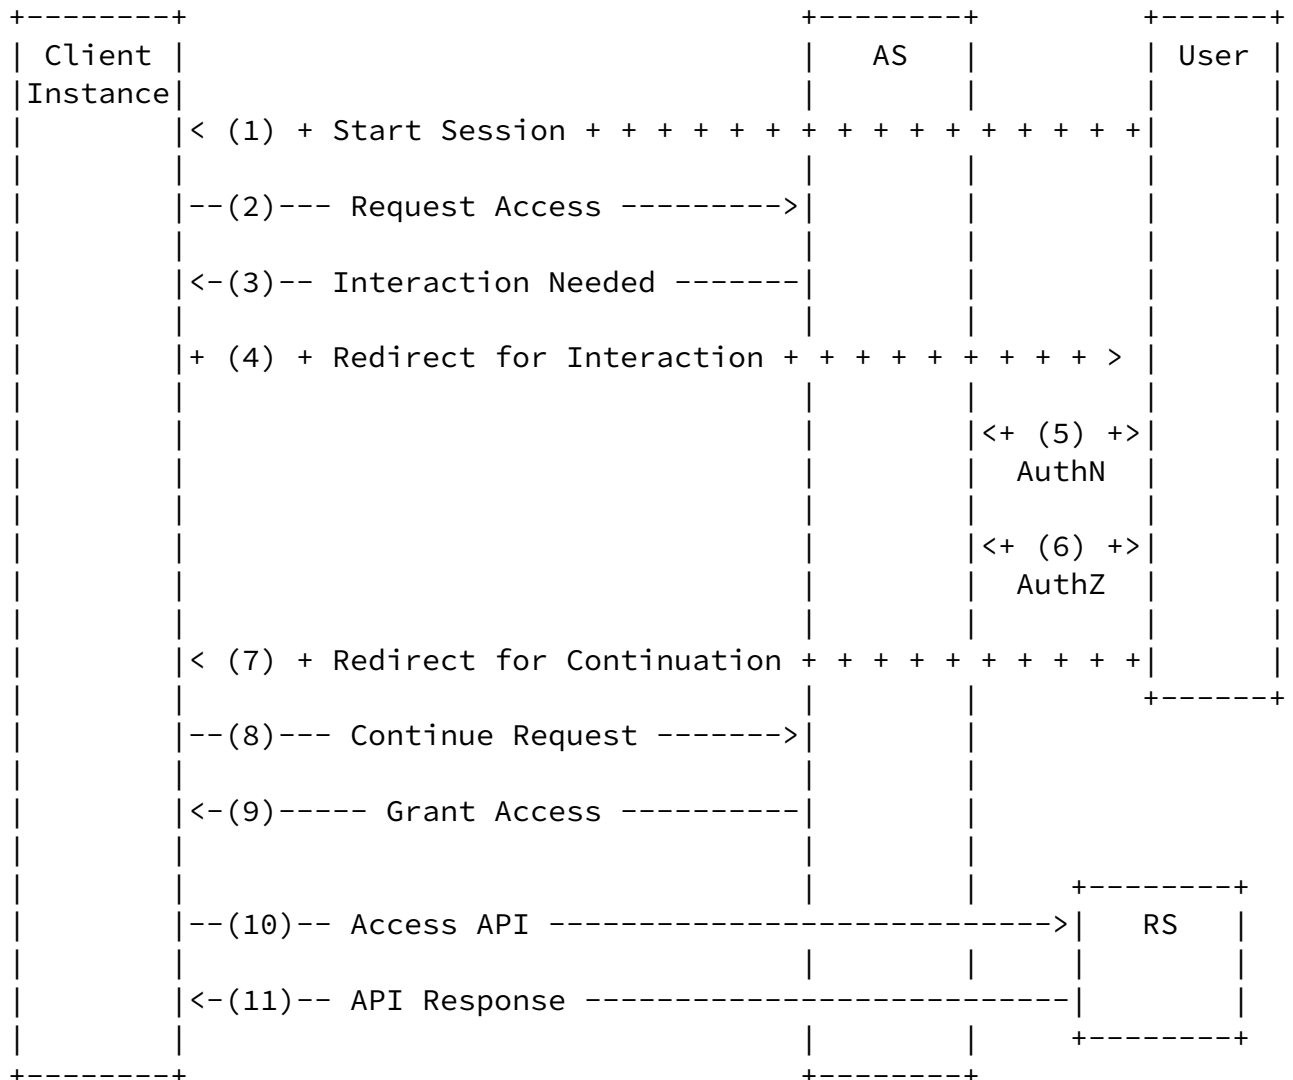 Client AS User
Instance
(1) Start Session
(2) Request Access
(3) Interaction Needed
(4) Redirect for Interaction
(5)
AuthN
(6)
AuthZ
(7) Redirect for Continuation
(8) Continue Request
(9) Grant Access
(10) Access API RS
(11) API Response